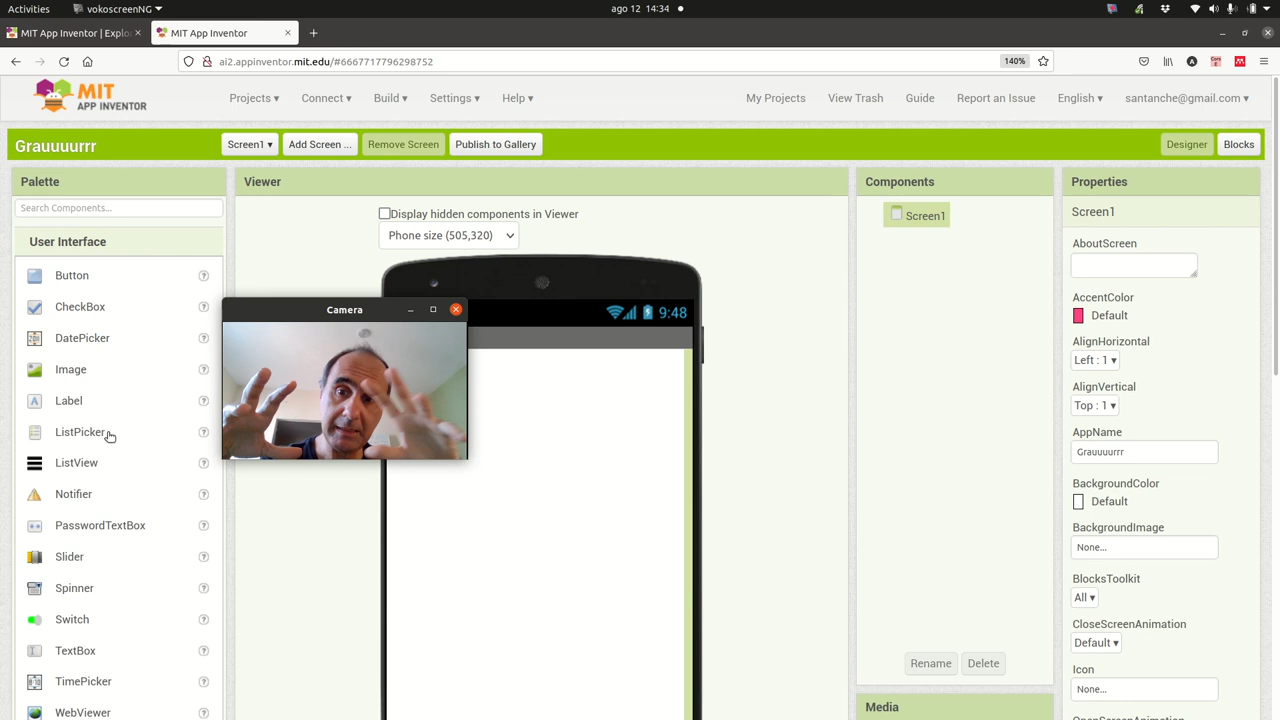 Activities
vokoscreenNG ▾
ago 12 14:34
MIT App Inventor | Explo
MIT App Inventor
ai2.appinventor.mit.edu/#6667717796298752
140%
MIT
APP INVENTOR
Projects ▾
Connect ▾
Build ▾
Settings ▾
Help ▾
My Projects
View Trash
Guide
Report an Issue
English ▾
santanche@gmail.com ▾
Grauuuurrr
Screen1 ▾
Add Screen ...
Remove Screen
Publish to Gallery
Designer
Blocks
Palette
Viewer
Components
Properties
Search Components...
User Interface
Button
CheckBox
DatePicker
Image
Label
ListPicker
ListView
Notifier
PasswordTextBox
Slider
Spinner
Switch
TextBox
TimePicker
WebViewer
Display hidden components in Viewer
Phone size (505,320)
9:48
Camera
Screen1
Rename
Delete
Media
Screen1
AboutScreen
AccentColor
Default
AlignHorizontal
Left : 1 ▾
AlignVertical
Top : 1 ▾
AppName
Grauuuurrr
BackgroundColor
Default
BackgroundImage
None...
BlocksToolkit
All ▾
CloseScreenAnimation
Default ▾
Icon
None...